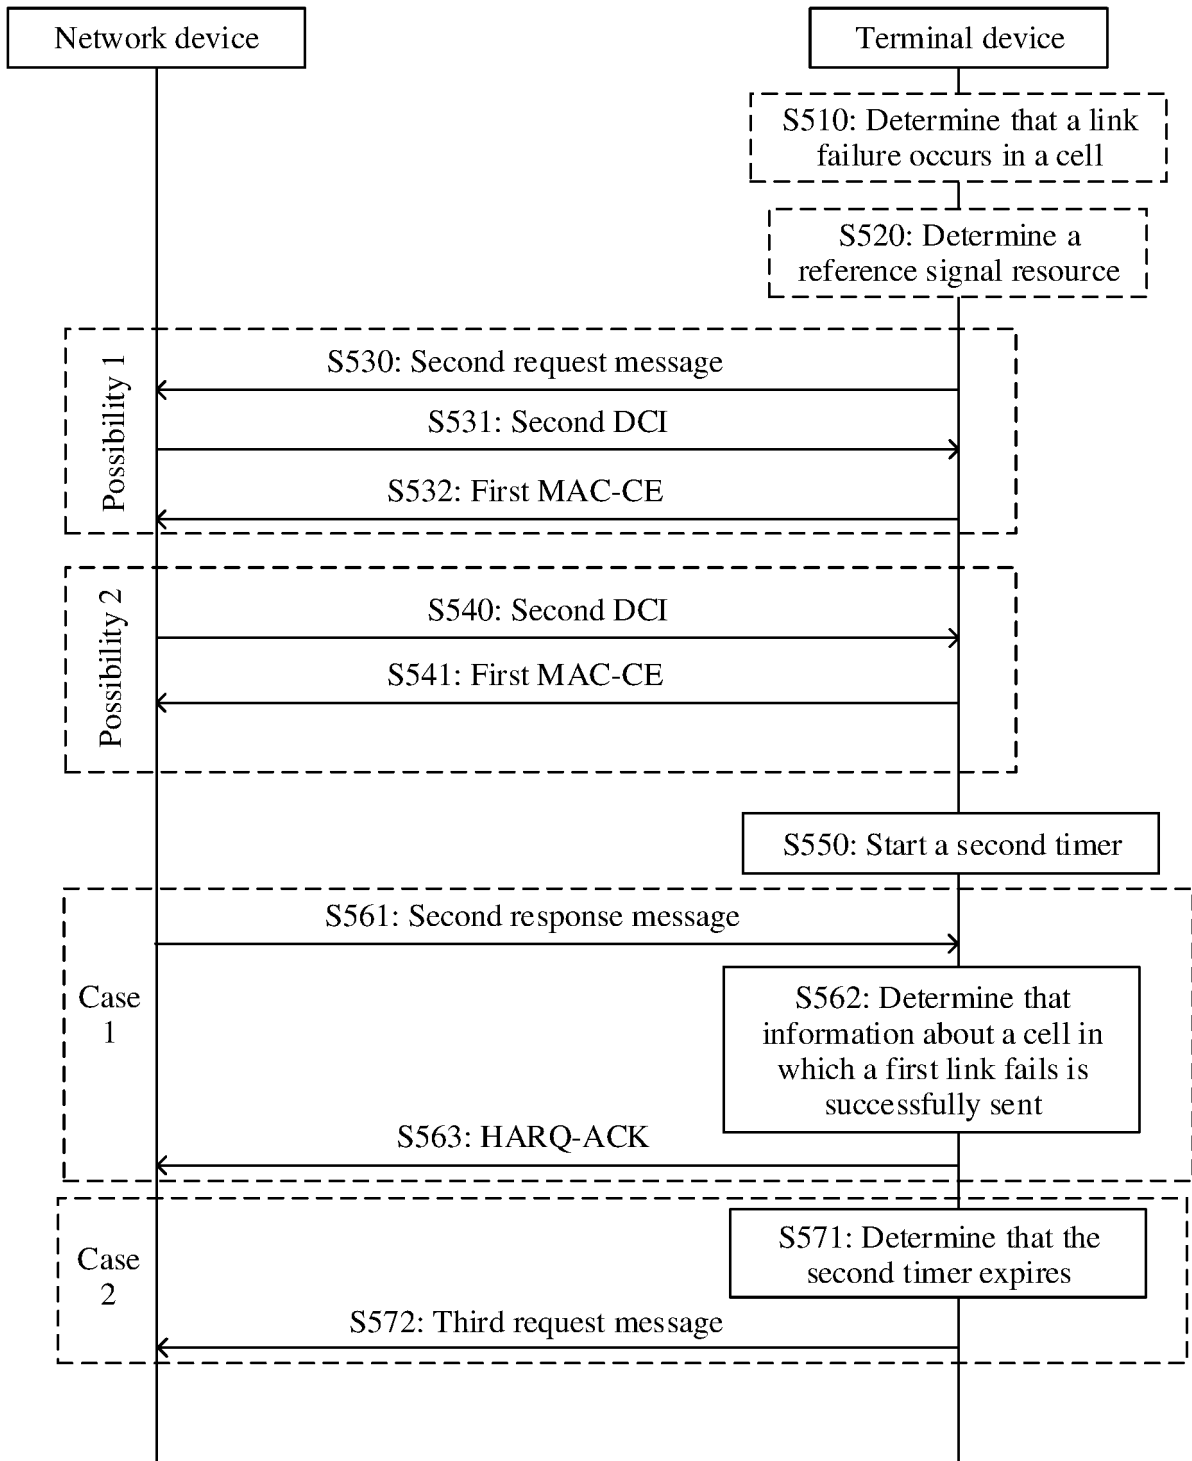 Network device
Terminal device
S510: Determine that a link
failure occurs in a cell
S520: Determine a
reference signal resource
Possibility 1
S530: Second request message
S531: Second DCI
S532: First MAC-CE
Possibility 2
S540: Second DCI
S541: First MAC-CE
S550: Start a second timer
Case
1
S561: Second response message
S562: Determine that
information about a cell in
which a first link fails is
successfully sent
S563: HARQ-ACK
Case
2
S571: Determine that the
second timer expires
S572: Third request message